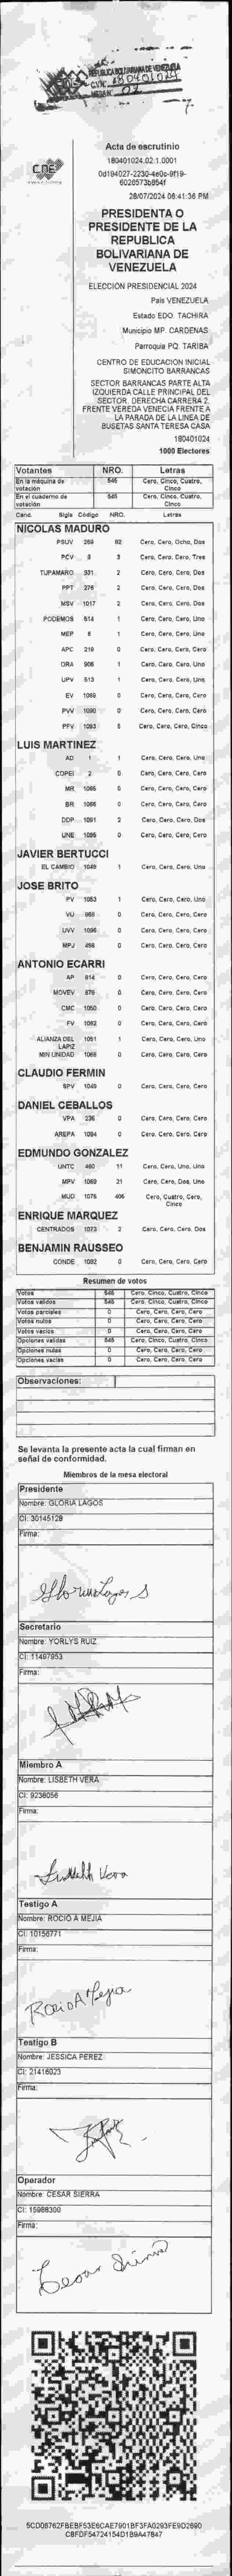 REPUBLICA BOLIVARIANA DE VENEZUELA
C.V.N: 180401024
MESA N: 02
CNE
Acta de escrutinio
180401024.02.1.0001
28/07/2024 06:41:36 PM
PRESIDENTA O
PRESIDENTE DE LA
REPUBLICA
BOLIVARIANA DE
VENEZUELA
ELECCIÓN PRESIDENCIAL 2024
Pais VENEZUELA
Estado EDO. TACHIRA
Municipio MP. CARDENAS
Parroquia PQ. TARIBA
CENTRO DE EDUCACION INICIAL
SIMONCITO BARRANCAS
SECTOR BARRANCAS PARTE ALTA
IZQUIERDA CALLE PRINCIPAL DEL
SECTOR. DERECHA CARRERA 2.
FRENTE VEREDA VENECIA FRENTE A
LA PARADA DE LA LINEA DE
BUSETAS SANTA TERESA CASA
180401024
1000 Electores
Votantes NRO. Letras
En la máquina de votación 545 Cero, Cinco, Cuatro, Cinco
En el cuaderno de votación 545 Cero, Cinco, Cuatro, Cinco
Cand. Sigla Código NRO. Letras
NICOLAS MADURO
PSUV 269 82 Cero, Cero, Ocho, Dos
PCV 3 3 Cero, Cero, Cero, Tres
TUPAMARO 931 2 Cero, Cero, Cero, Dos
PPT 276 2 Cero, Cero, Cero, Dos
MSV 1017 2 Cero, Cero, Cero, Dos
PODEMOS 514 1 Cero, Cero, Cero, Uno
MEP 6 1 Cero, Cero, Cero, Uno
APC 219 0 Cero, Cero, Cero, Cero
ORA 906 1 Cero, Cero, Cero, Uno
UPV 513 1 Cero, Cero, Cero, Uno
EV 1089 0 Cero, Cero, Cero, Cero
PVV 1090 0 Cero, Cero, Cero, Cero
PFV 1093 5 Cero, Cero, Cero, Cinco
LUIS MARTINEZ
AD 1 1 Cero, Cero, Cero, Uno
COPEI 2 0 Cero, Cero, Cero, Cero
MR 1065 0 Cero, Cero, Cero, Cero
BR 1066 0 Cero, Cero, Cero, Cero
DDP 1091 2 Cero, Cero, Cero, Dos
UNE 1095 0 Cero, Cero, Cero, Cero
JAVIER BERTUCCI
EL CAMBIO 1049 1 Cero, Cero, Cero, Uno
JOSE BRITO
PV 1053 1 Cero, Cero, Cero, Uno
VU 868 0 Cero, Cero, Cero, Cero
UVV 1096 0 Cero, Cero, Cero, Cero
MPJ 456 0 Cero, Cero, Cero, Cero
ANTONIO ECARRI
AP 914 0 Cero, Cero, Cero, Cero
MOVEV 979 0 Cero, Cero, Cero, Cero
CMC 1050 0 Cero, Cero, Cero, Cero
FV 1062 0 Cero, Cero, Cero, Cero
ALIANZA DEL LAPIZ 1051 1 Cero, Cero, Cero, Uno
MIN UNIDAD 1068 0 Cero, Cero, Cero, Cero
CLAUDIO FERMIN
SPV 1049 0 Cero, Cero, Cero, Cero
DANIEL CEBALLOS
VPA 236 0 Cero, Cero, Cero, Cero
AREPA 1094 0 Cero, Cero, Cero, Cero
EDMUNDO GONZALEZ
UNTC 460 11 Cero, Cero, Uno, Uno
MPV 1069 21 Cero, Cero, Dos, Uno
MUD 1075 405 Cero, Cuatro, Cero, Cinco
ENRIQUE MARQUEZ
CENTRADOS 1073 2 Cero, Cero, Cero, Dos
BENJAMIN RAUSSEO
CONDE 1092 0 Cero, Cero, Cero, Cero
Resumen de votos
Votos 545 Cero, Cinco, Cuatro, Cinco
Votos validos 545 Cero, Cinco, Cuatro, Cinco
Votos parciales 0 Cero, Cero, Cero, Cero
Votos nulos 0 Cero, Cero, Cero, Cero
Votos vacios 0 Cero, Cero, Cero, Cero
Opciones validas 545 Cero, Cinco, Cuatro, Cinco
Opciones nulas 0 Cero, Cero, Cero, Cero
Opciones vacias 0 Cero, Cero, Cero, Cero
Observaciones:
Se levanta la presente acta la cual firman en
señal de conformidad.
Miembros de la mesa electoral
Presidente
Nombre: GLORIA LAGOS
CI: 30145129
Firma:
Gloria Lagos S
Secretario
Nombre: YORLYS RUIZ
CI: 11497953
Firma:
Miembro A
Nombre: LISBETH VERA
CI: 9238056
Firma:
Lisbeth Vera
Testigo A
Nombre: ROCIO A MEJIA
CI: 10156771
Firma:
Rocio A Mejia
Testigo B
Nombre: JESSICA PEREZ
CI: 21416023
Firma:
Operador
Nombre: CESAR SIERRA
CI: 15988300
Firma:
Cesar Sierra
5CD08762FBEBF53E6CAE7901BF3FA0293FE9D2890
CBFDF54724154D1B9A47847